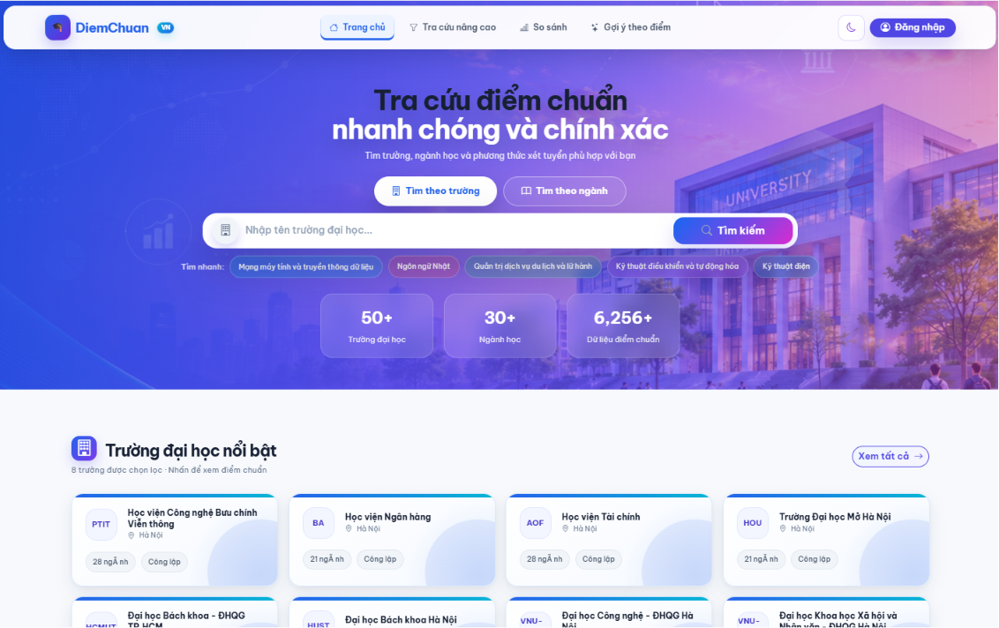 DiemChuan VN
Trang chủ
Tra cứu nâng cao
So sánh
Gợi ý theo điểm
Đăng nhập
Tra cứu điểm chuẩn
nhanh chóng và chính xác
Tìm trường, ngành học và phương thức xét tuyển phù hợp với bạn
Tìm theo trường
Tìm theo ngành
UNIVERSITY
Nhập tên trường đại học...
Tìm kiếm
Tìm nhanh:
Mạng máy tính và truyền thông dữ liệu
Ngôn ngữ Nhật
Quản trị dịch vụ du lịch và lữ hành
Kỹ thuật điều khiển và tự động hóa
Kỹ thuật điện
50+
Trường đại học
30+
Ngành học
6,256+
Dữ liệu điểm chuẩn
Trường đại học nổi bật
8 trường được chọn lọc · Nhấn để xem điểm chuẩn
Xem tất cả →
PTIT
Học viện Công nghệ Bưu chính
Viễn thông
Hà Nội
28 ngÃ nh
Công lập
BA
Học viện Ngân hàng
Hà Nội
21 ngÃ nh
Công lập
AOF
Học viện Tài chính
Hà Nội
28 ngÃ nh
Công lập
HOU
Trường Đại học Mở Hà Nội
Hà Nội
21 ngÃ nh
Công lập
HCMUT
Đại học Bách khoa - ĐHQG
TP.HCM
HUST
Đại học Bách khoa Hà Nội
VNU-
Đại học Công nghệ - ĐHQG Hà
Nội
VNU-
Đại học Khoa học Xã hội và
Nhân văn - ĐHQG Hà Nội